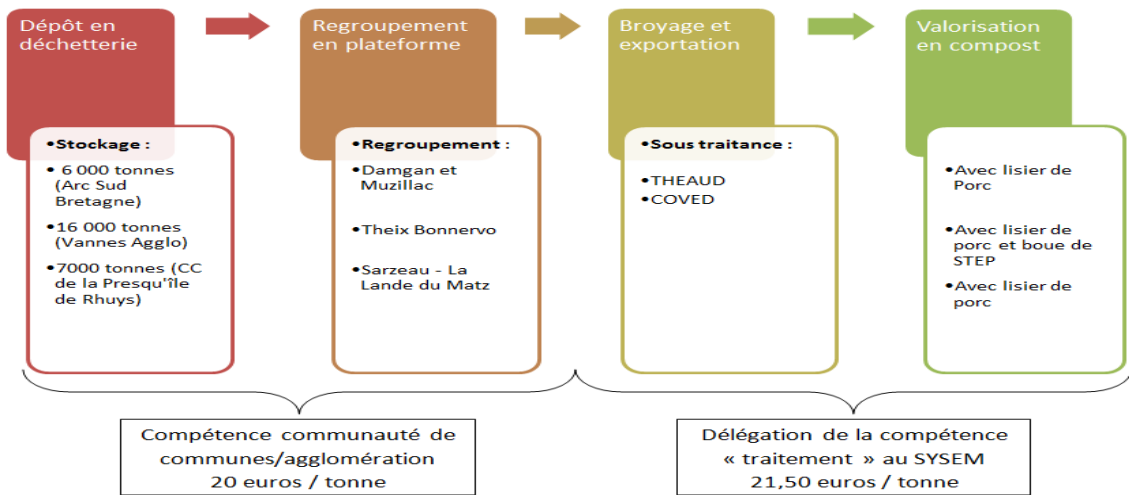 Dépôt en
déchetterie
•Stockage :
• 6 000 tonnes
(Arc Sud
Bretagne)
•16 000 tonnes
(Vannes Agglo)
•7000 tonnes (CC
de la Presqu'île
de Rhuys)
Regroupement
en plateforme
•Regroupement :
•Damgan et
Muzillac
•Theix Bonnervo
•Sarzeau - La
Lande du Matz
Broyage et
exportation
•Sous traitance :
•THEAUD
•COVED
Valorisation
en compost
•Avec lisier de
Porc
•Avec lisier de
porc et boue de
STEP
•Avec lisier de
porc
Compétence communauté de
communes/agglomération
20 euros / tonne
Délégation de la compétence
« traitement » au SYSEM
21,50 euros / tonne